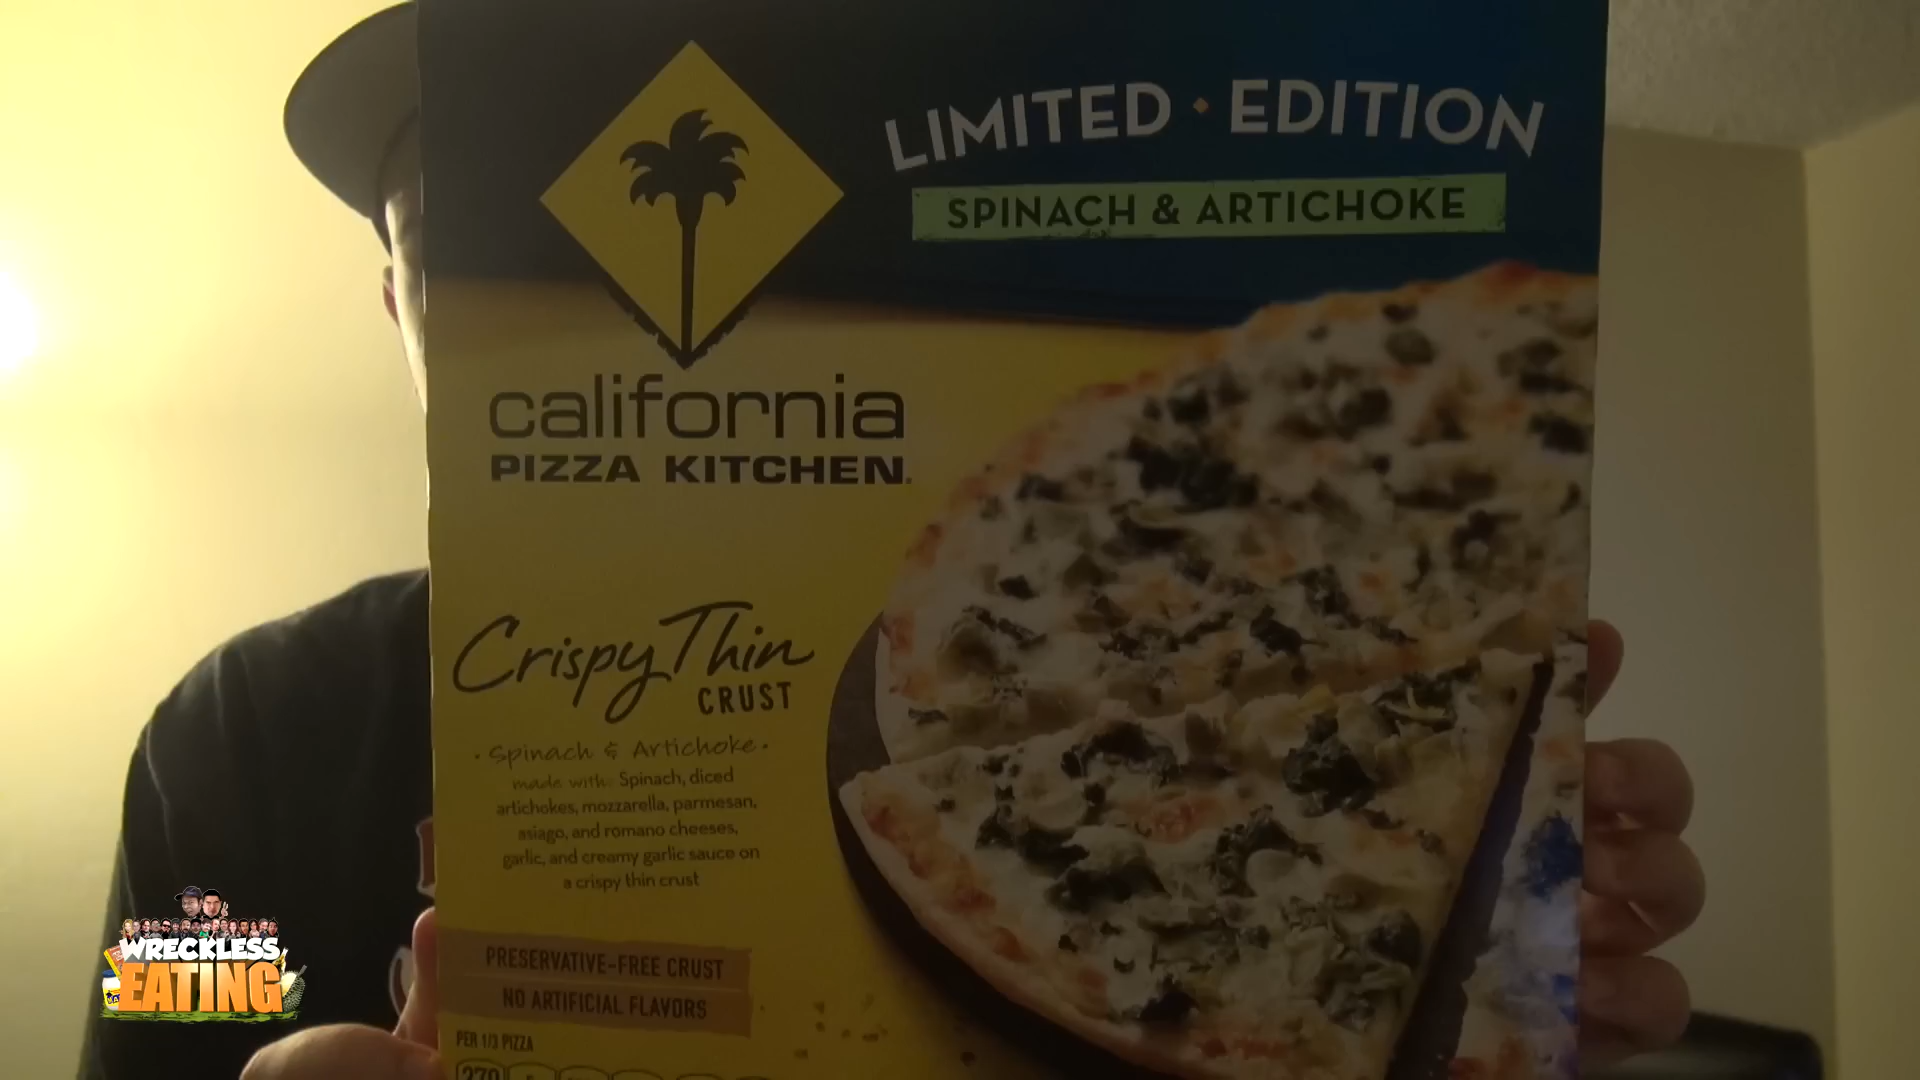 LIMITED · EDITION
SPINACH & ARTICHOKE
california
PIZZA KITCHEN
Crispy Thin
CRUST
· Spinach & Artichoke ·
made with: Spinach, diced
artichokes, mozzarella, parmesan,
asiago, and romano cheeses,
garlic, and creamy garlic sauce on
a crispy thin crust
PRESERVATIVE-FREE CRUST
NO ARTIFICIAL FLAVORS
PER 1/3 PIZZA
WRECKLESS
EATING